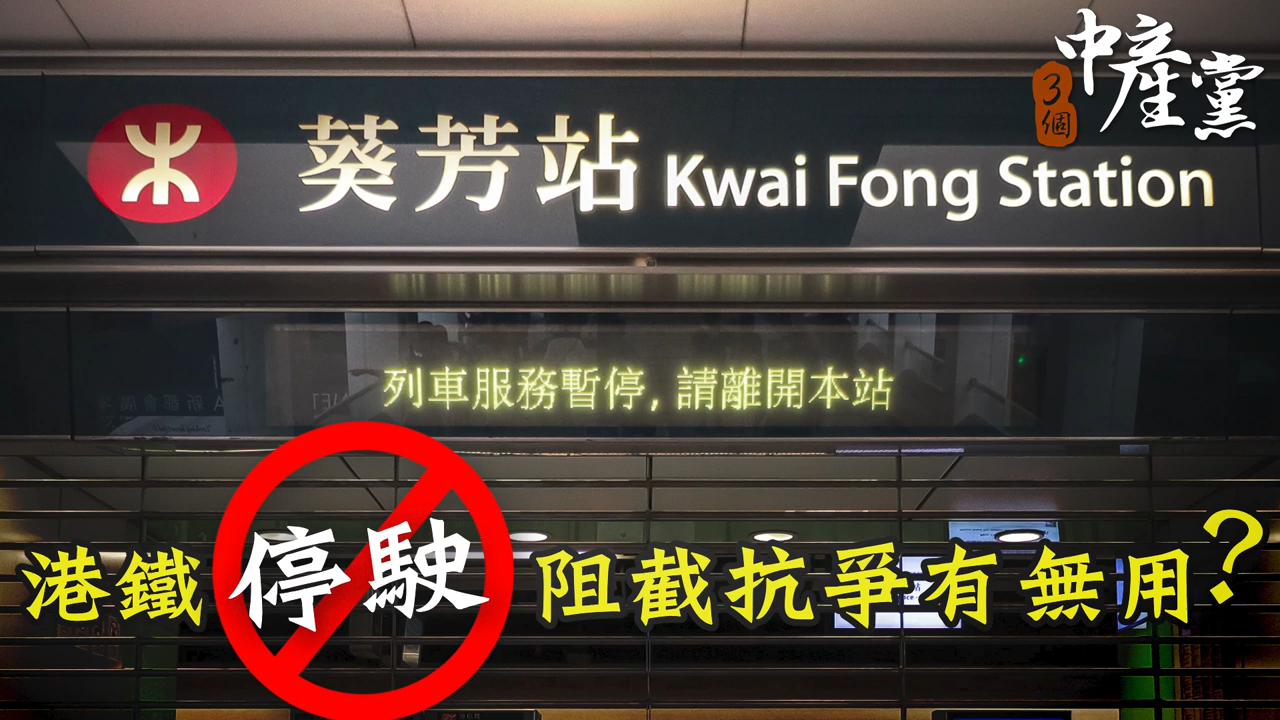 3個
中產黨
葵芳站 Kwai Fong Station
列車服務暫停，請離開本站
港鐵停駛阻截抗爭有無用？